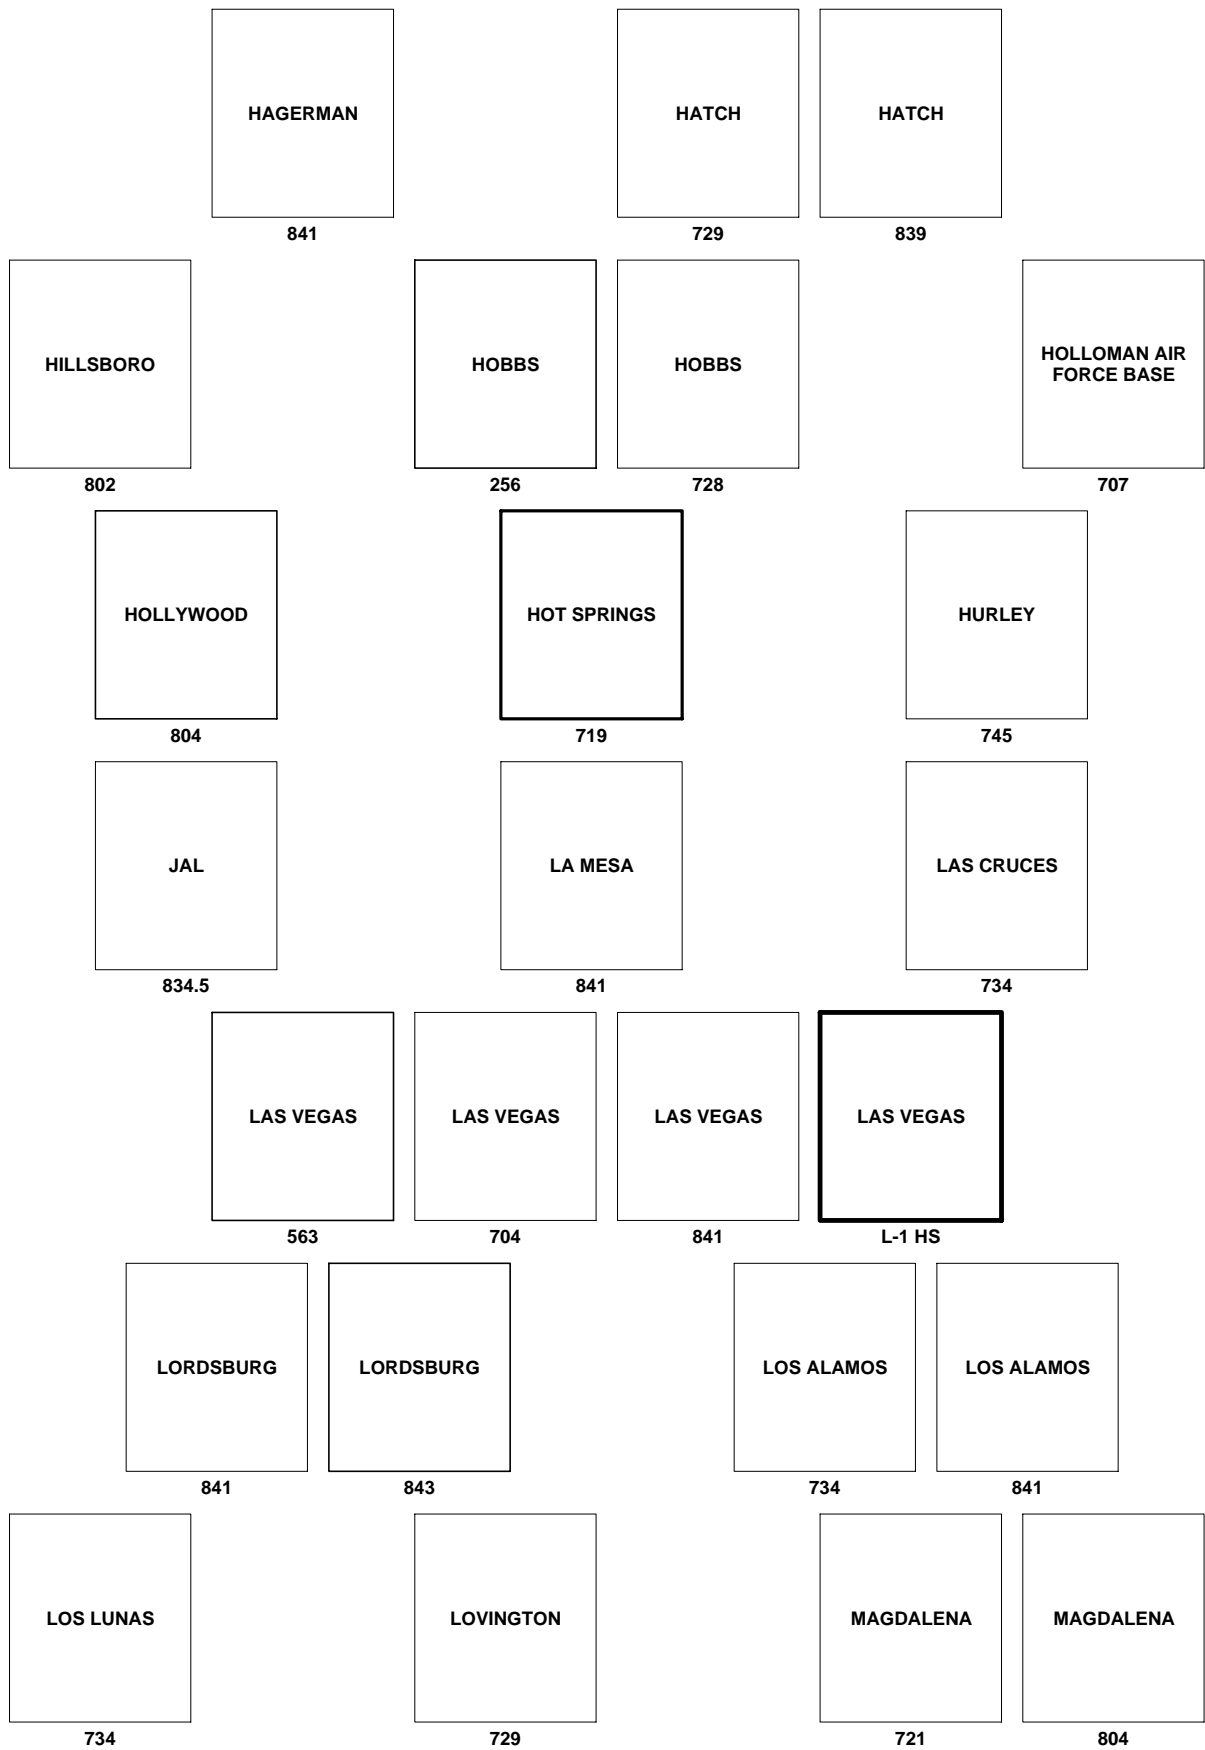 HAGERMAN
HATCH
HATCH
841
729
839
HILLSBORO
HOBBS
HOBBS
HOLLOMAN AIR
FORCE BASE
802
256
728
707
HOLLYWOOD
HOT SPRINGS
HURLEY
804
719
745
JAL
LA MESA
LAS CRUCES
834.5
841
734
LAS VEGAS
LAS VEGAS
LAS VEGAS
LAS VEGAS
563
704
841
L-1 HS
LORDSBURG
LORDSBURG
LOS ALAMOS
LOS ALAMOS
841
843
734
841
LOS LUNAS
LOVINGTON
MAGDALENA
MAGDALENA
734
729
721
804